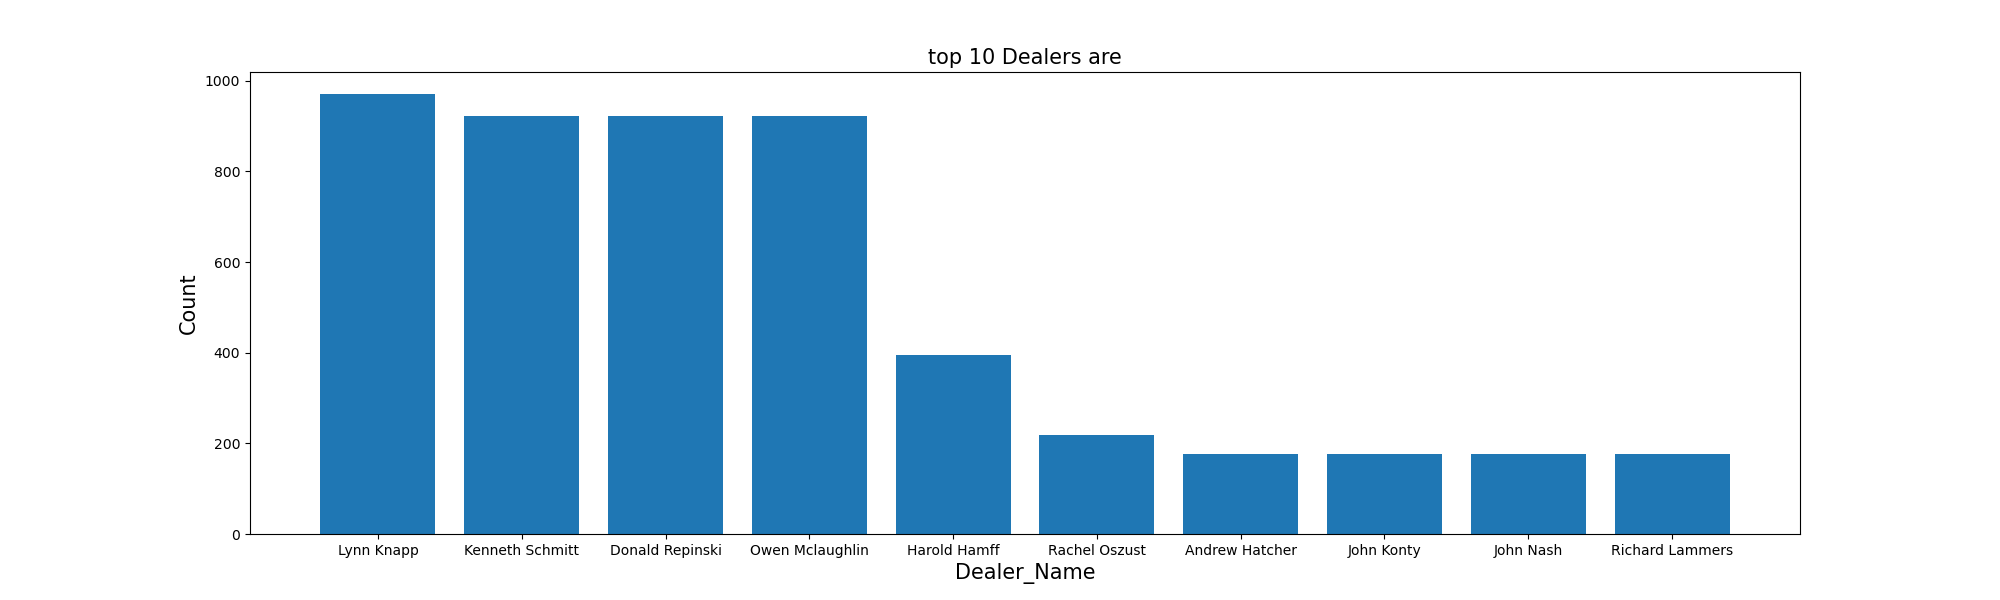 top 10 Dealers are
1000
800
600
400
200
0
Count
Lynn Knapp Kenneth Schmitt Donald Repinski Owen Mclaughlin Harold Hamff Rachel Oszust Andrew Hatcher John Konty John Nash Richard Lammers
Dealer_Name